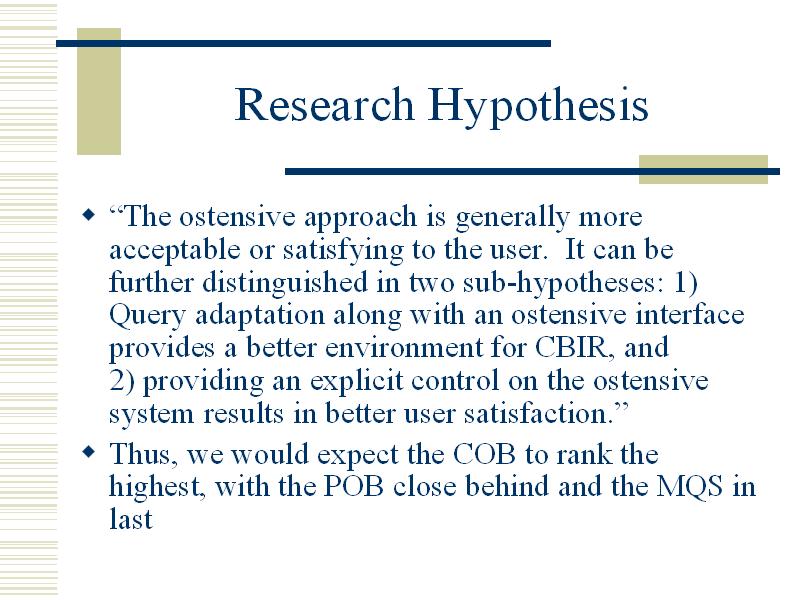 Research Hypothesis
“The ostensive approach is generally more
acceptable or satisfying to the user.  It can be
further distinguished in two sub-hypotheses: 1)
Query adaptation along with an ostensive interface
provides a better environment for CBIR, and
2) providing an explicit control on the ostensive
system results in better user satisfaction.”
Thus, we would expect the COB to rank the
highest, with the POB close behind and the MQS in
last